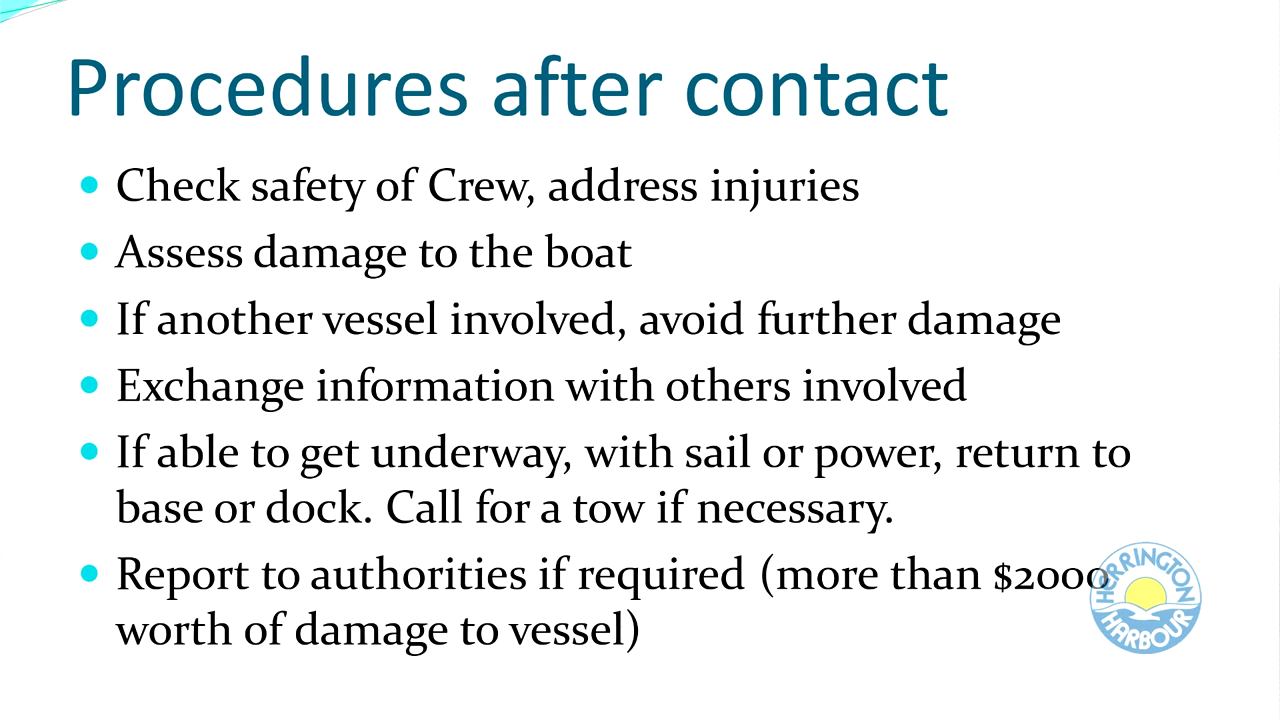 Procedures after contact
Check safety of Crew, address injuries
Assess damage to the boat
If another vessel involved, avoid further damage
Exchange information with others involved
If able to get underway, with sail or power, return to
base or dock. Call for a tow if necessary.
Report to authorities if required (more than $2000
worth of damage to vessel)
HERRINGTON
HARBOUR